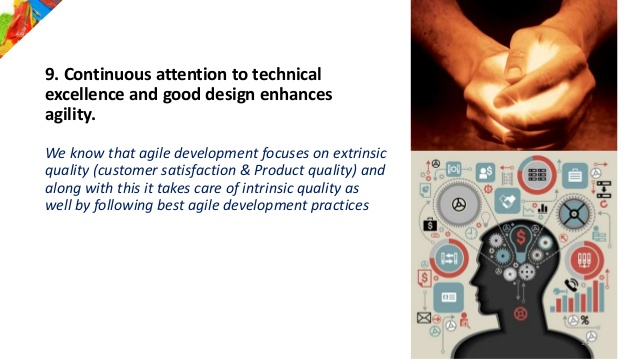 9. Continuous attention to technical
excellence and good design enhances
agility.
We know that agile development focuses on extrinsic
quality (customer satisfaction & Product quality) and
along with this it takes care of intrinsic quality as
well by following best agile development practices
$
$
$
%